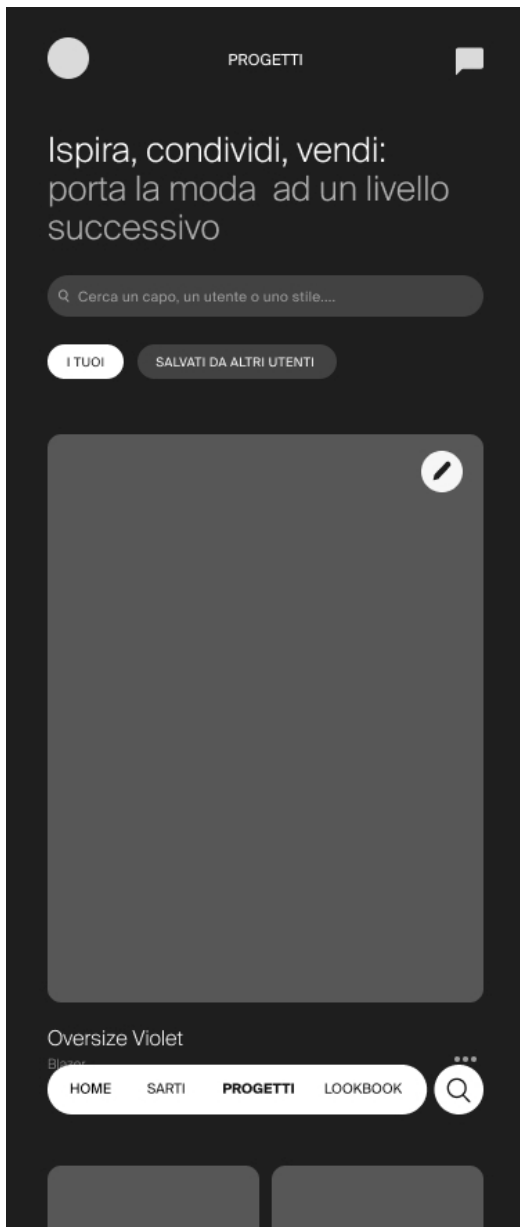 PROGETTI
Ispira, condividi, vendi:
porta la moda  ad un livello
successivo
Cerca un capo, un utente o uno stile....
I TUOI
SALVATI DA ALTRI UTENTI
Oversize Violet
Blazer
HOME
SARTI
PROGETTI
LOOKBOOK